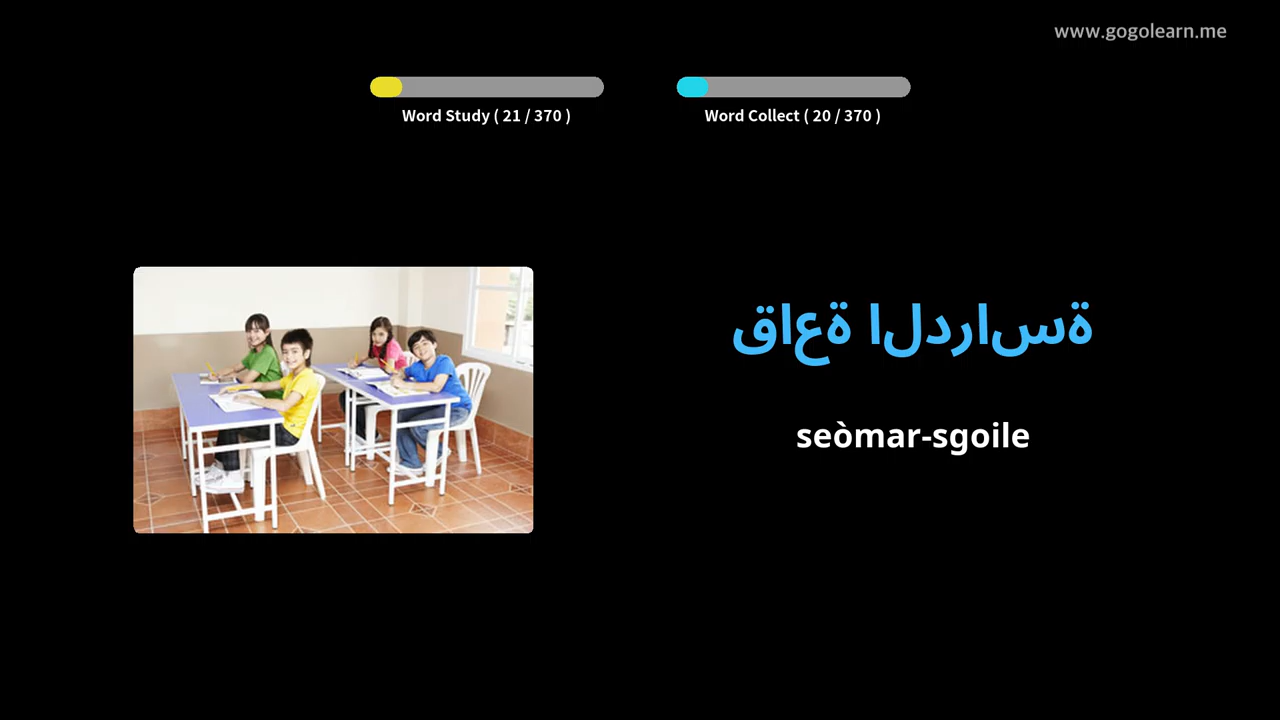 www.gogolearn.me
Word Study ( 21 / 370 )
Word Collect ( 20 / 370 )
قاعة الدراسة
seòmar-sgoile